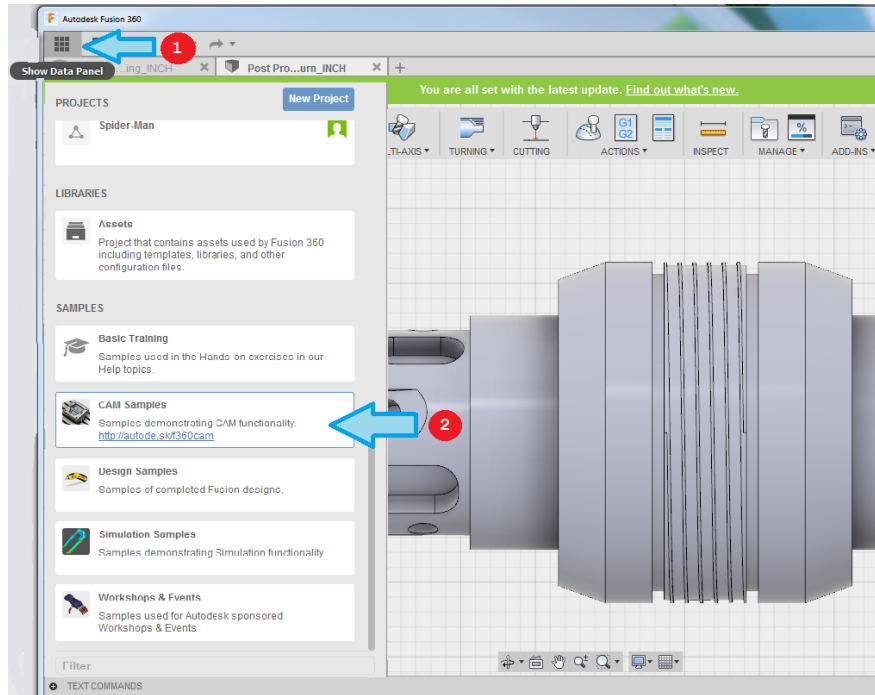 Autodesk Fusion 360
1
Show Data Panel
...ing_INCH
Post Pro...urn_INCH
You are all set with the latest update. Find out what's new.
PROJECTS
New Project
Spider-Man
LTI-AXIS
TURNING
CUTTING
G1
G2
ACTIONS
INSPECT
%
MANAGE
ADD-INS
LIBRARIES
Assets
Project that contains assets used by Fusion 360
including templates, libraries, and other
configuration files.
SAMPLES
Basic Training
Samples used in the Hands-on exercises in our
Help topics.
CAM Samples
Samples demonstrating CAM functionality.
http://autode.sk/f360cam
2
Design Samples
Samples of completed Fusion designs.
Simulation Samples
Samples demonstrating Simulation functionality
Workshops & Events
Samples used for Autodesk sponsored
Workshops & Events
Filter
TEXT COMMANDS